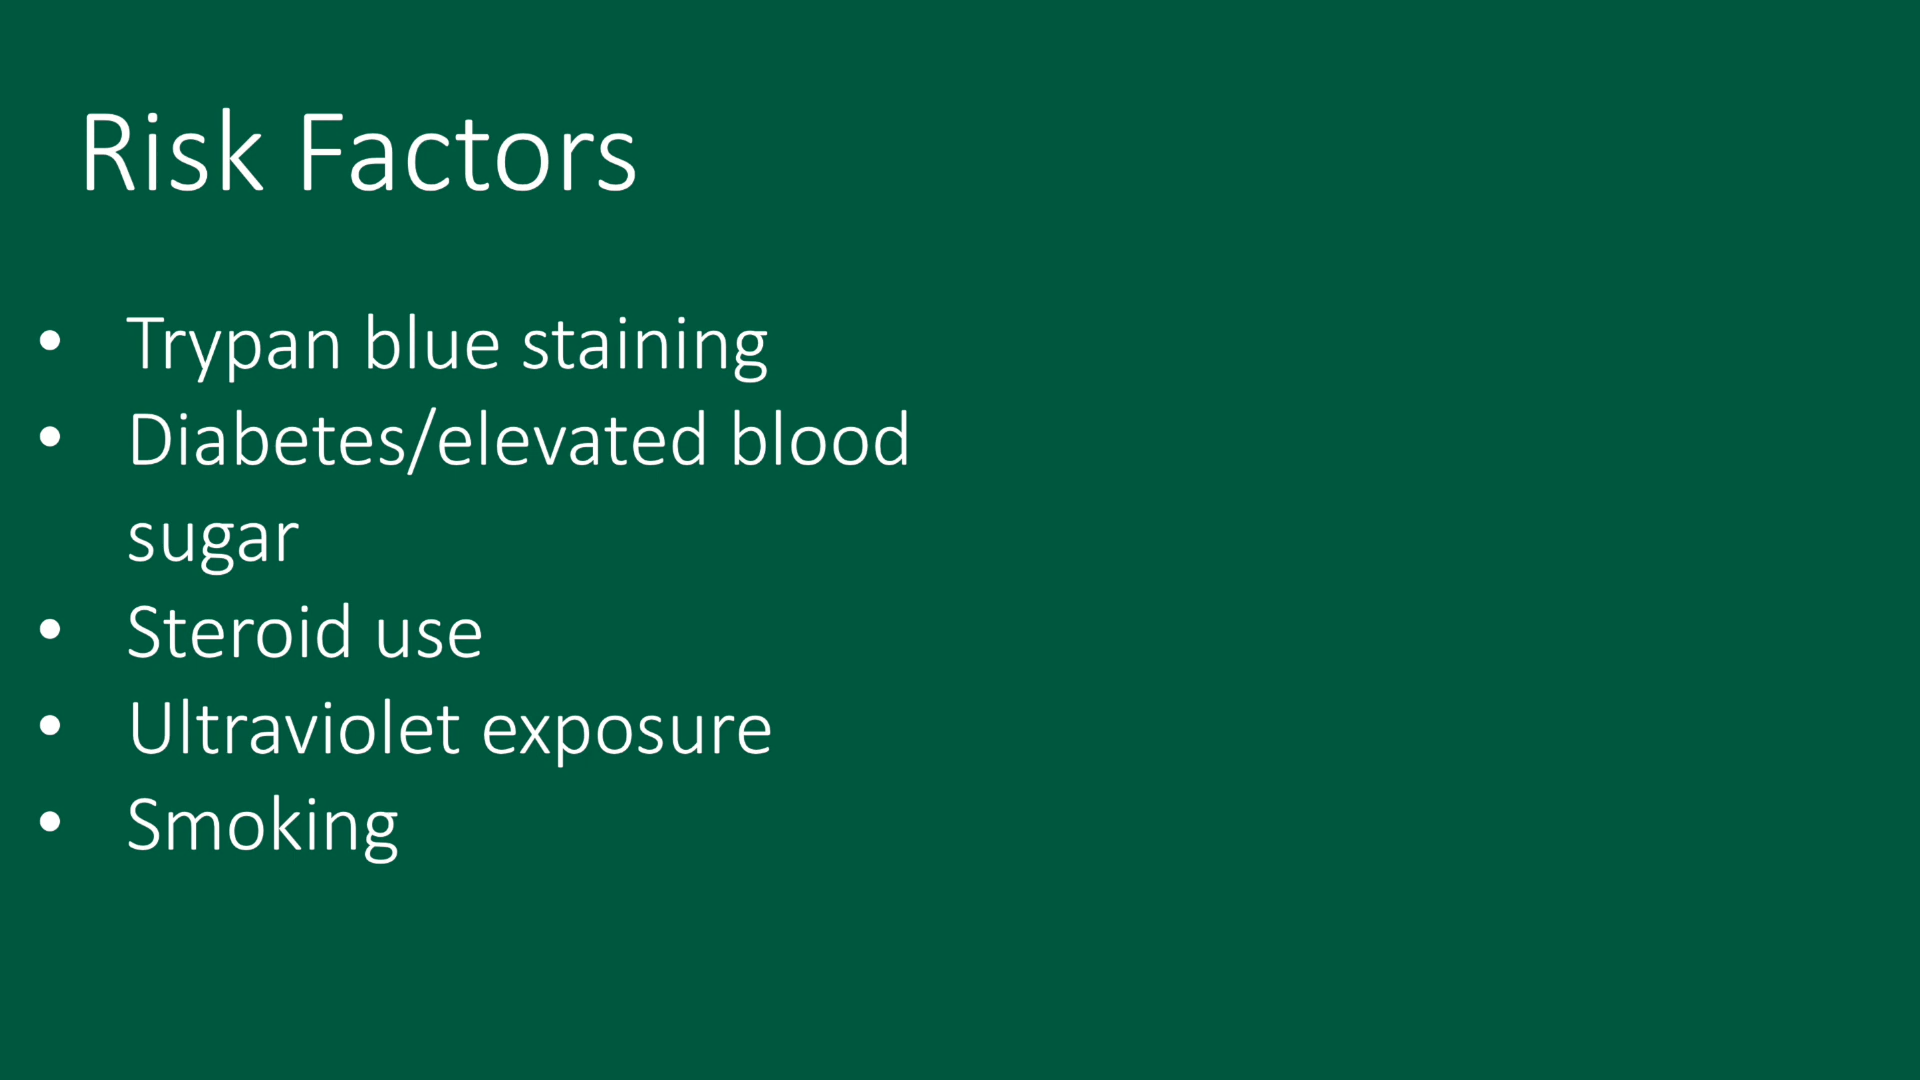 Risk Factors
• Trypan blue staining
• Diabetes/elevated blood
sugar
• Steroid use
• Ultraviolet exposure
• Smoking